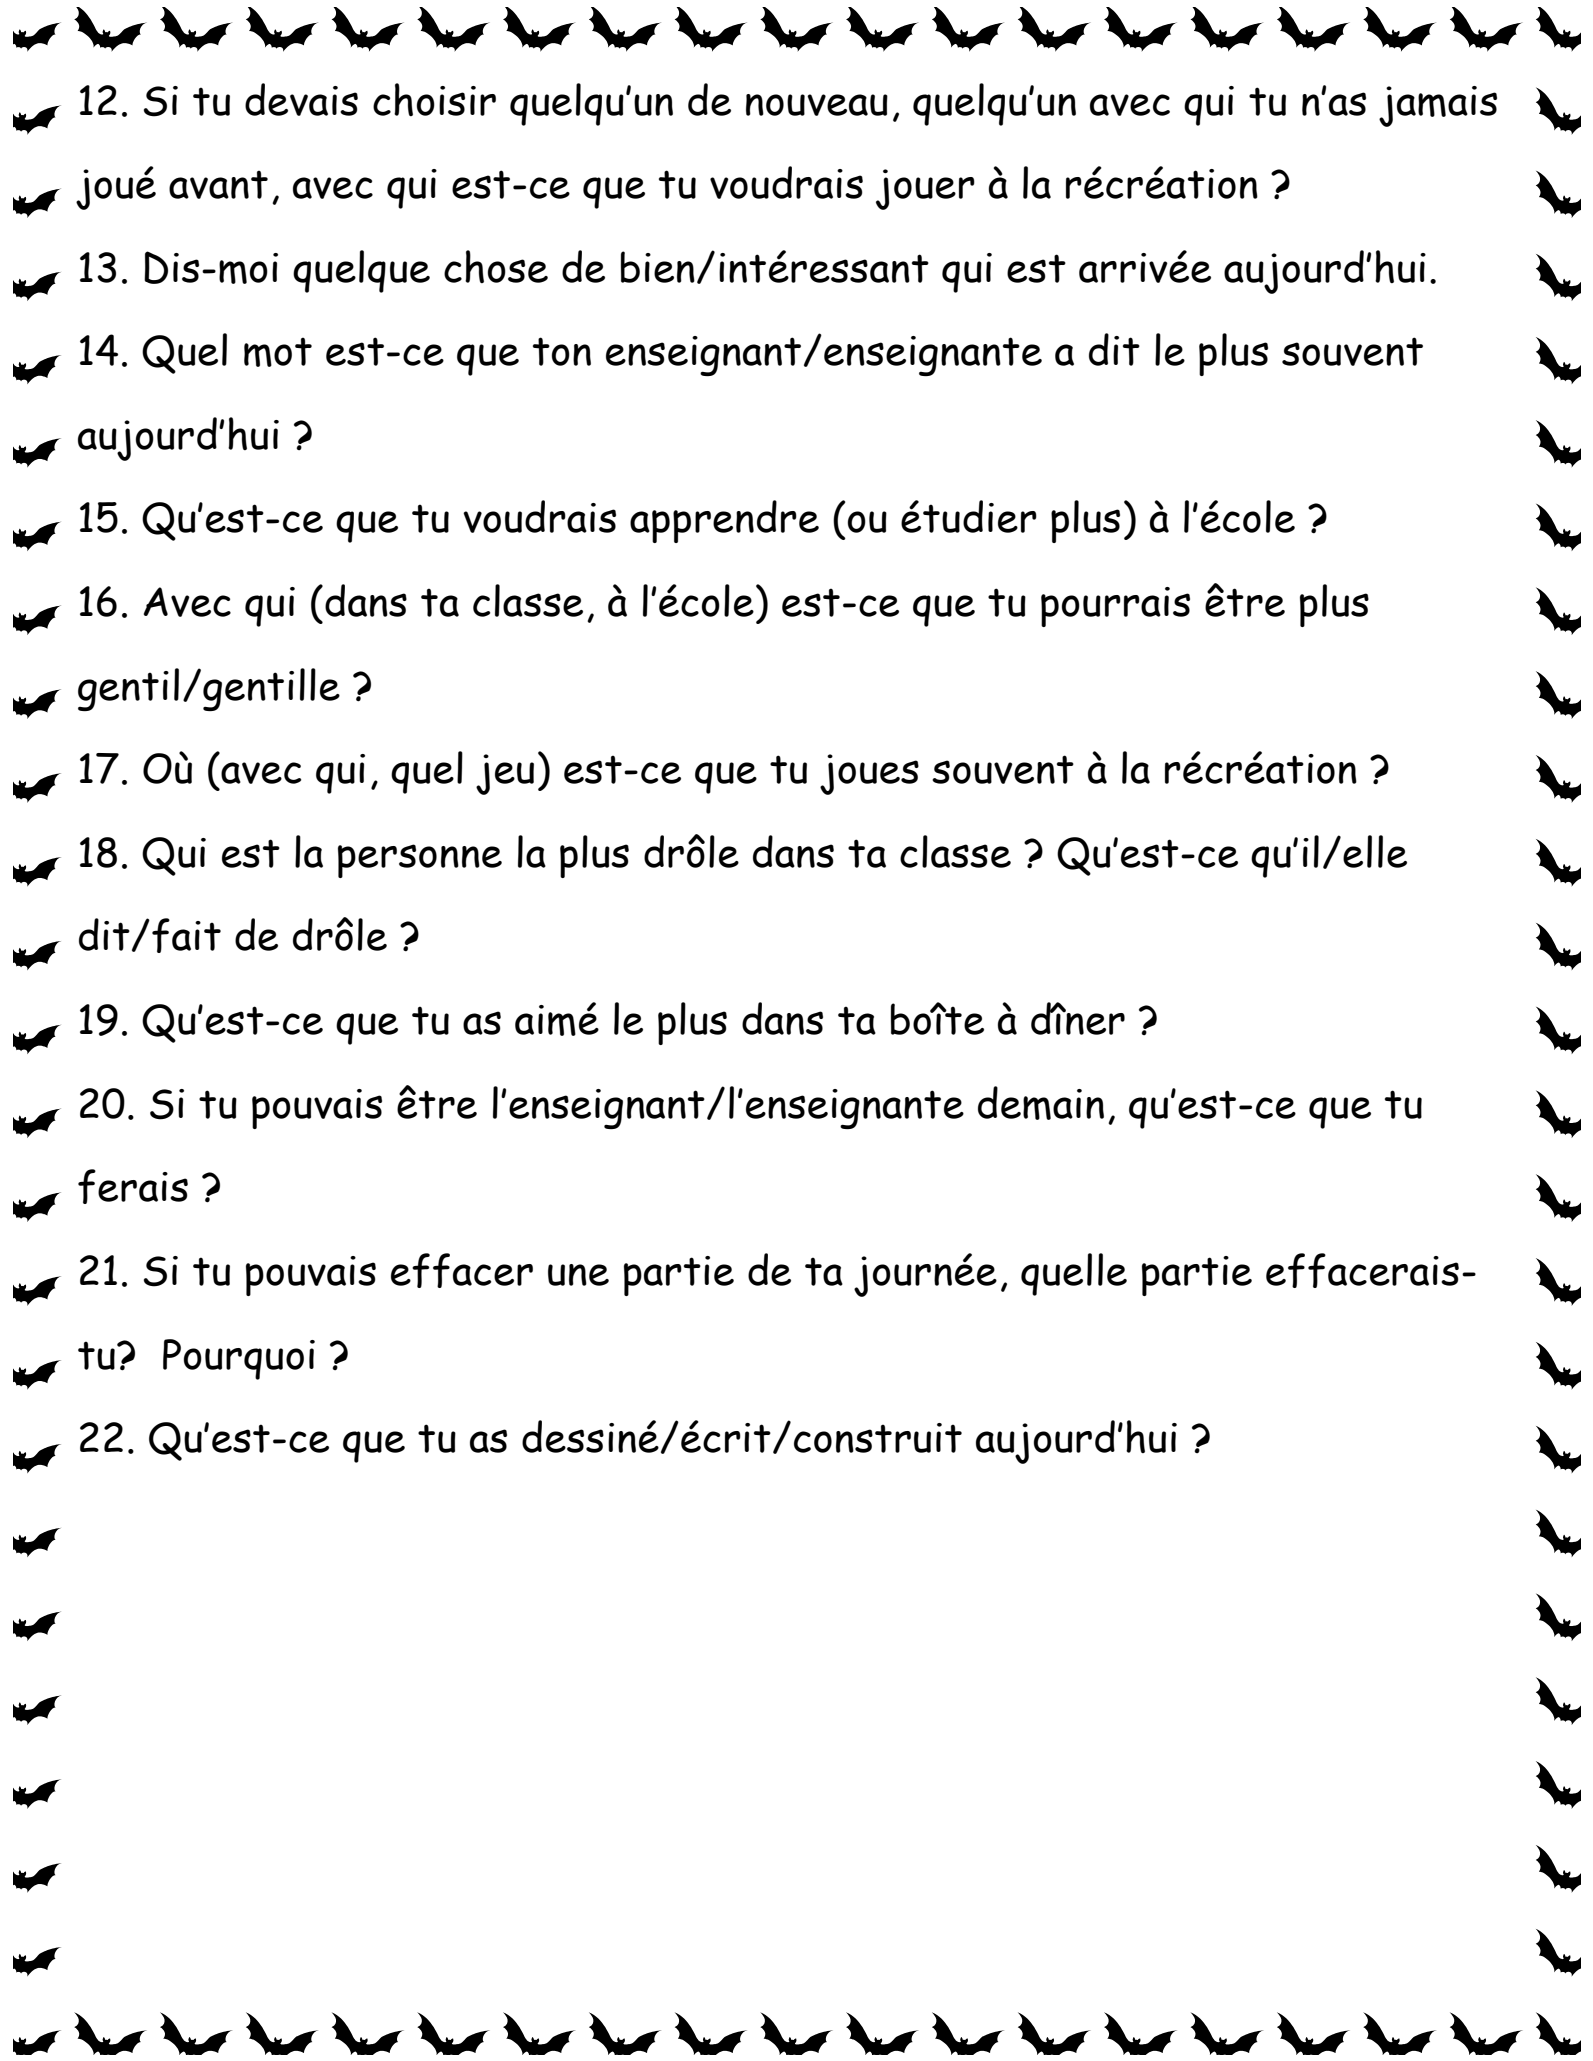 12. Si tu devais choisir quelqu’un de nouveau, quelqu’un avec qui tu n’as jamais
joué avant, avec qui est-ce que tu voudrais jouer à la récréation ?
13. Dis-moi quelque chose de bien/intéressant qui est arrivée aujourd’hui.
14. Quel mot est-ce que ton enseignant/enseignante a dit le plus souvent
aujourd’hui ?
15. Qu’est-ce que tu voudrais apprendre (ou étudier plus) à l’école ?
16. Avec qui (dans ta classe, à l’école) est-ce que tu pourrais être plus
gentil/gentille ?
17. Où (avec qui, quel jeu) est-ce que tu joues souvent à la récréation ?
18. Qui est la personne la plus drôle dans ta classe ? Qu’est-ce qu’il/elle
dit/fait de drôle ?
19. Qu’est-ce que tu as aimé le plus dans ta boîte à dîner ?
20. Si tu pouvais être l’enseignant/l’enseignante demain, qu’est-ce que tu
ferais ?
21. Si tu pouvais effacer une partie de ta journée, quelle partie effacerais-
tu?  Pourquoi ?
22. Qu’est-ce que tu as dessiné/écrit/construit aujourd’hui ?